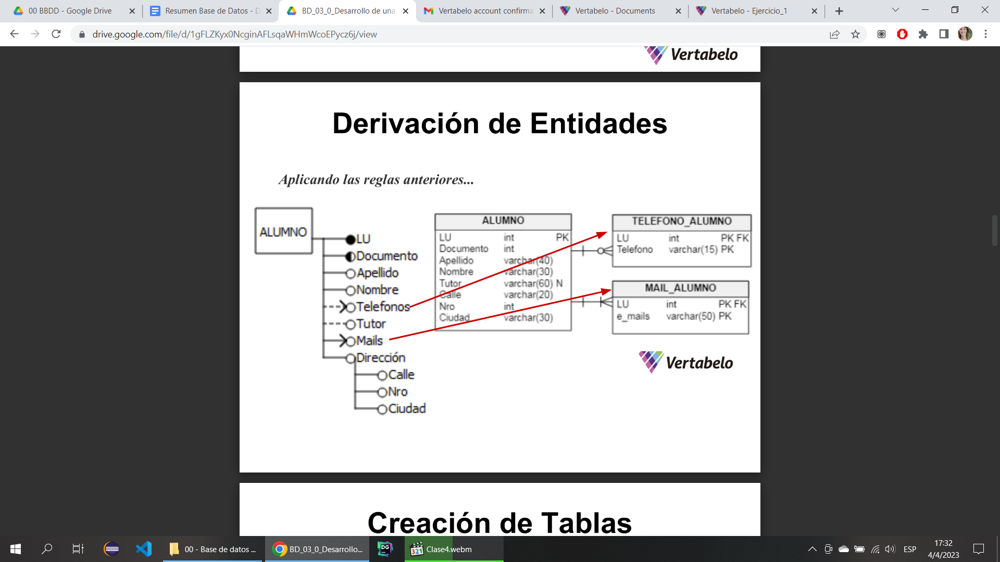 00 BBDD - Google Drive
Resumen Base de Datos - D
BD_03_0_Desarrollo de una
Vertabelo account confirma
Vertabelo - Documents
Vertabelo - Ejercicio_1
drive.google.com/file/d/1gFLZKyx0NcginAFLsqaWHmWcoEPycz6j/view
Vertabelo
Derivación de Entidades
Aplicando las reglas anteriores...
ALUMNO
LU
Documento
Apellido
Nombre
Telefonos
Tutor
Mails
Dirección
Calle
Nro
Ciudad
ALUMNO
LU int PK
Documento int
Apellido varchar(40)
Nombre varchar(30)
Tutor varchar(60) N
Calle varchar(20)
Nro int
Ciudad varchar(30)
TELEFONO_ALUMNO
LU int PK FK
Telefono varchar(15) PK
MAIL_ALUMNO
LU int PK FK
e_mails varchar(50) PK
Vertabelo
Creación de Tablas
00 - Base de datos ...
BD_03_0_Desarrollo...
DG
321
Clase4.webm
ESP
17:32
4/4/2023